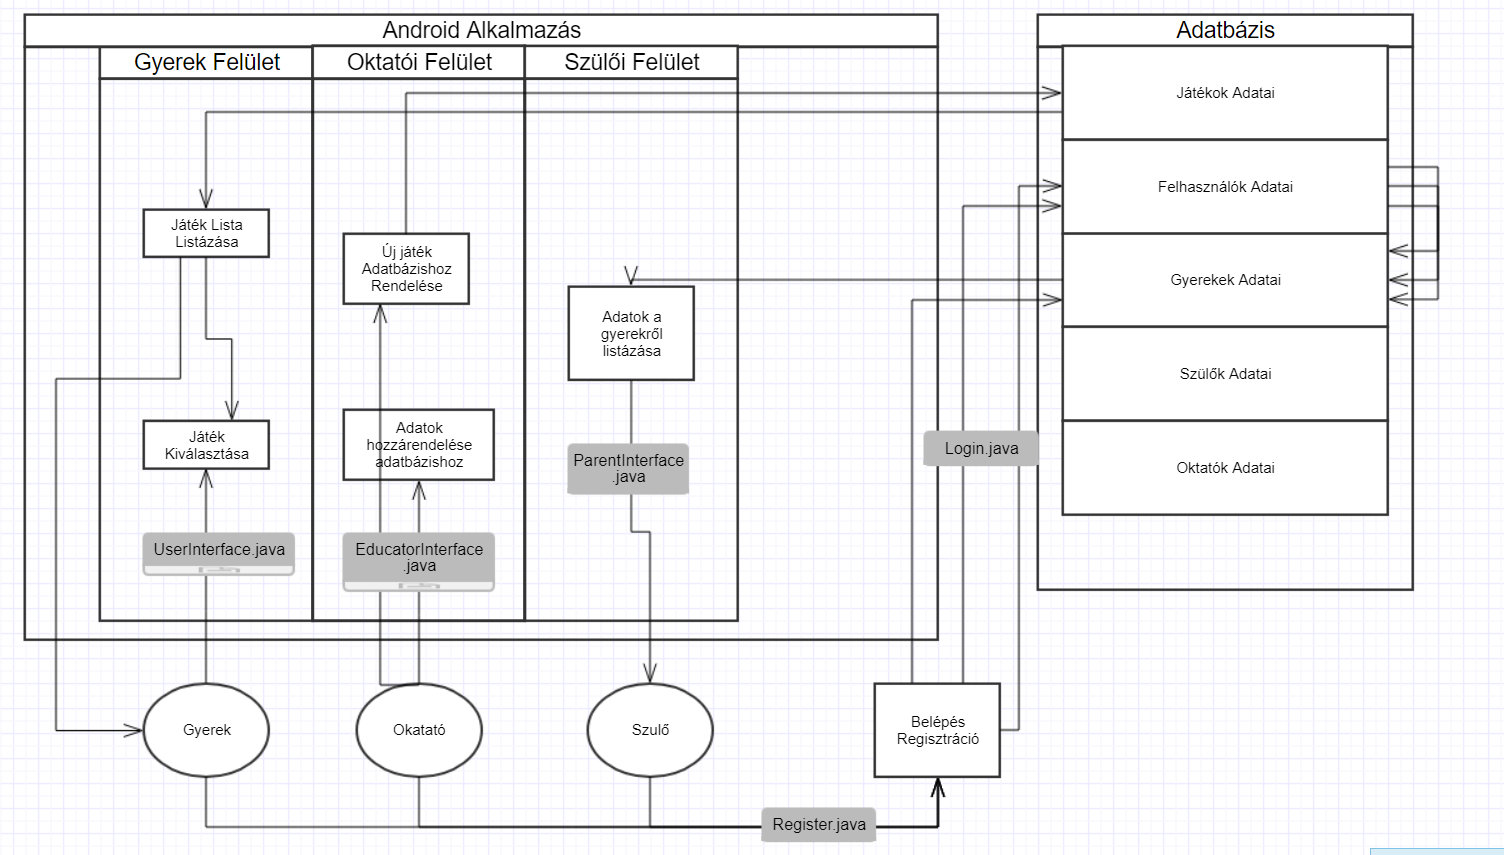 Android Alkalmazás
Adatbázis
Gyerek Felület
Oktatói Felület
Szülői Felület
Játékok Adatai
Felhasználók Adatai
Gyerekek Adatai
Szülők Adatai
Oktatók Adatai
Játék Lista
Listázása
Új játék
Adatbázishoz
Rendelése
Adatok a
gyerekről
listázása
Játék
Kiválasztása
Adatok
hozzárendelése
adatbázishoz
ParentInterface
.java
Login.java
UserInterface.java
EducatorInterface
.java
Gyerek
Okatató
Szulő
Belépés
Regisztráció
Register.java